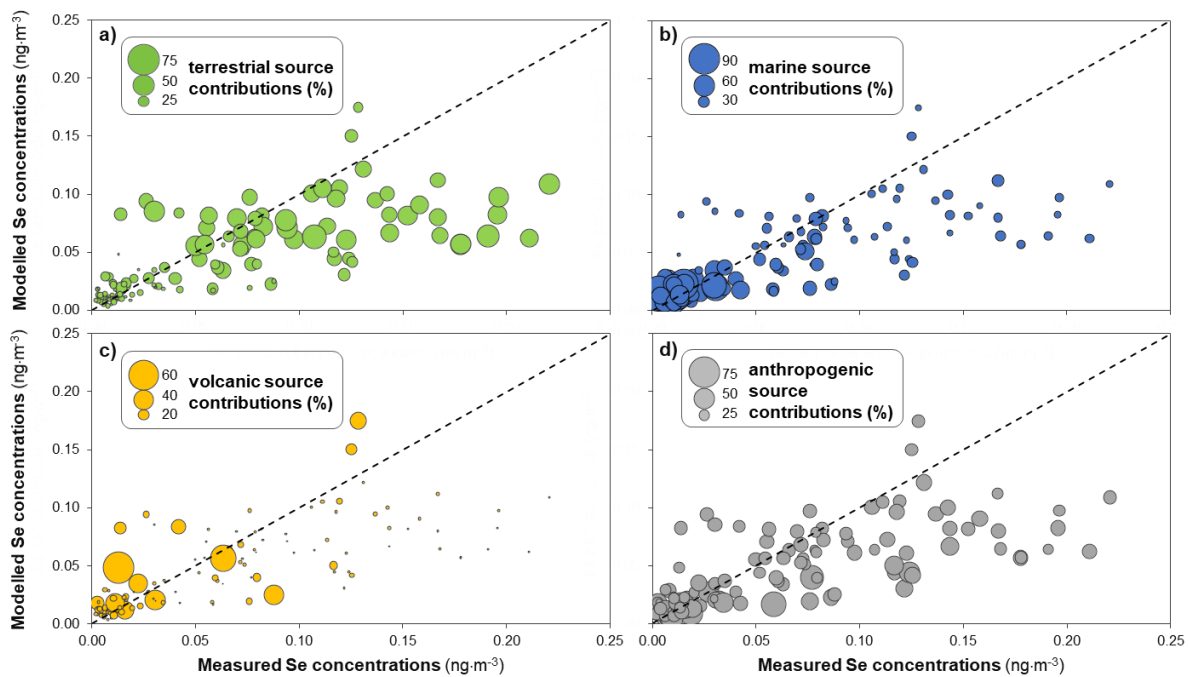 a)
75
50
25
terrestrial source
contributions (%)
Modelled Se concentrations (ng·m⁻³)
0.25
0.20
0.15
0.10
0.05
0.00
b)
90
60
30
marine source
contributions (%)
c)
60
40
20
volcanic source
contributions (%)
Modelled Se concentrations (ng·m⁻³)
0.25
0.20
0.15
0.10
0.05
0.00
0.00 0.05 0.10 0.15 0.20 0.25
Measured Se concentrations (ng·m⁻³)
d)
75
50
25
anthropogenic
source
contributions (%)
0.00 0.05 0.10 0.15 0.20 0.25
Measured Se concentrations (ng·m⁻³)